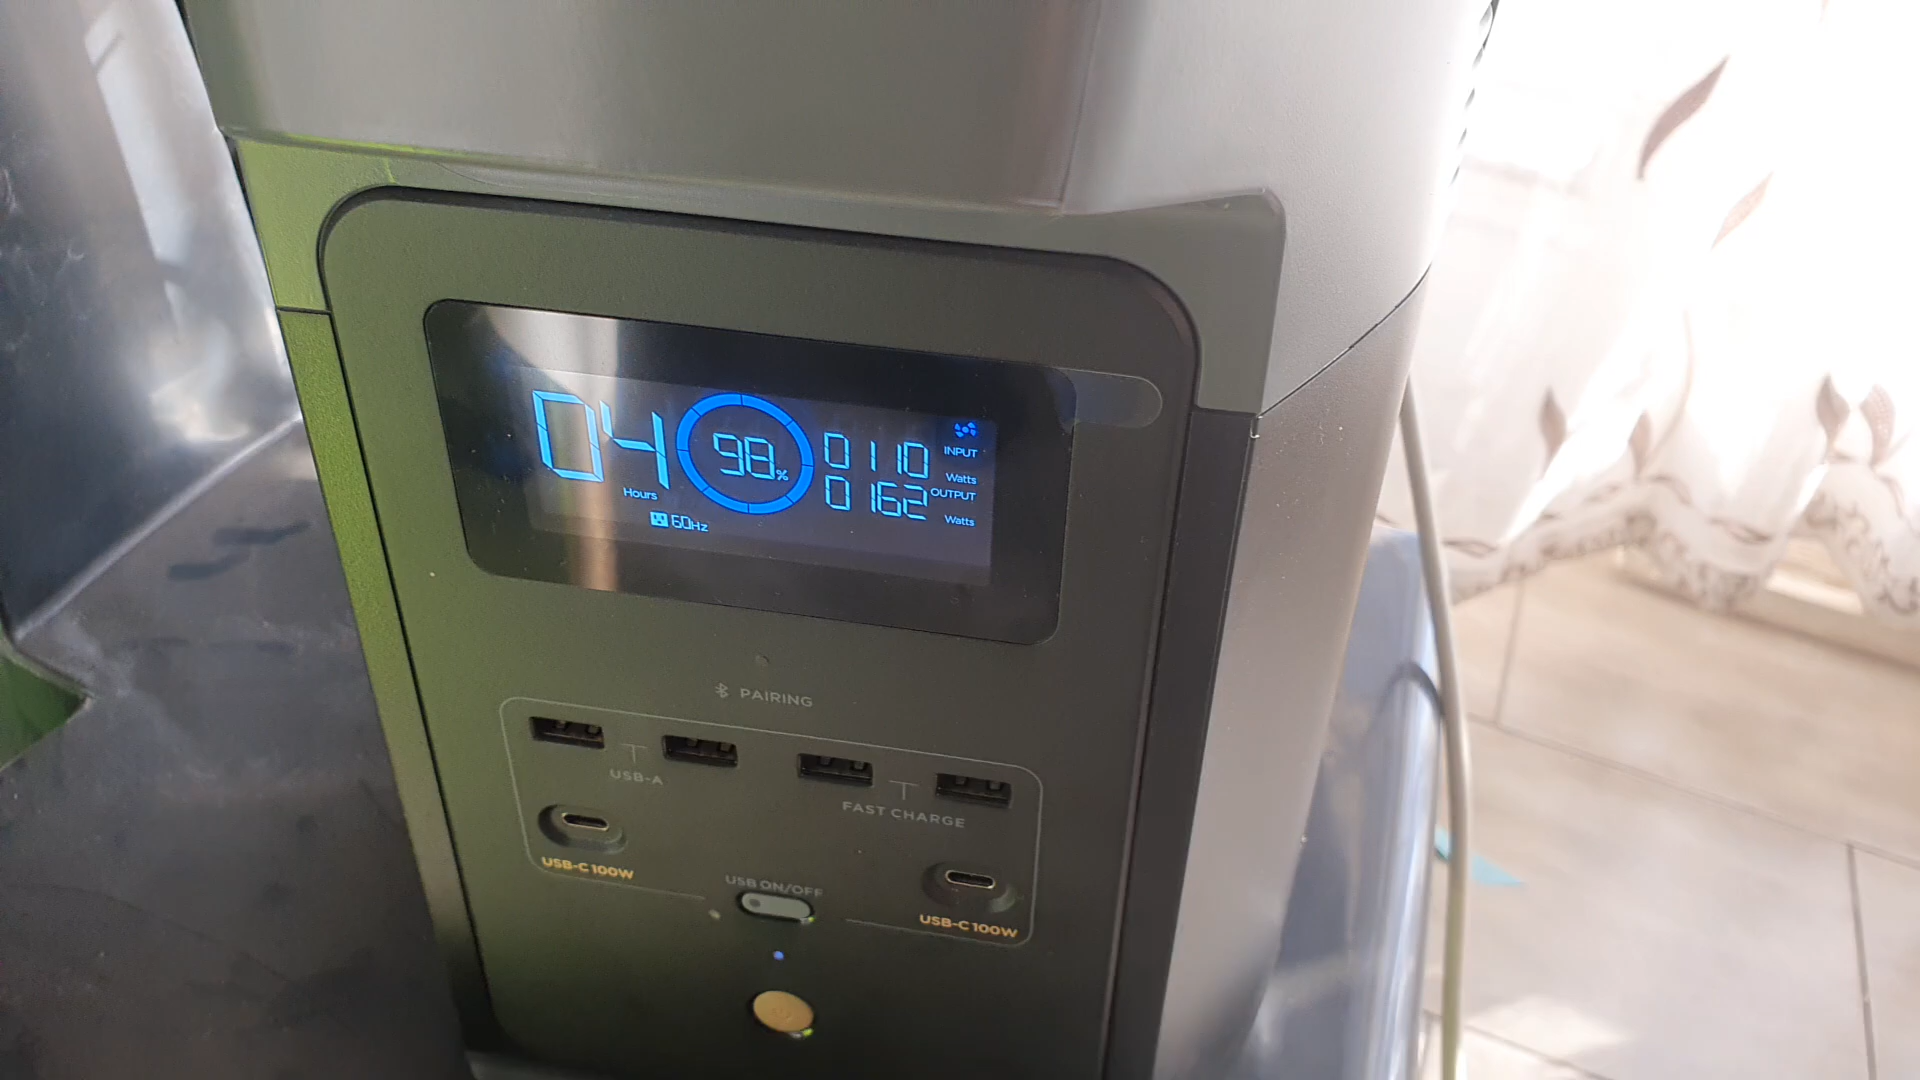 04
Hours
98%
0110
INPUT
Watts
0162
OUTPUT
Watts
60Hz
PAIRING
USB-A
FAST CHARGE
USB-C 100W
USB ON/OFF
USB-C 100W